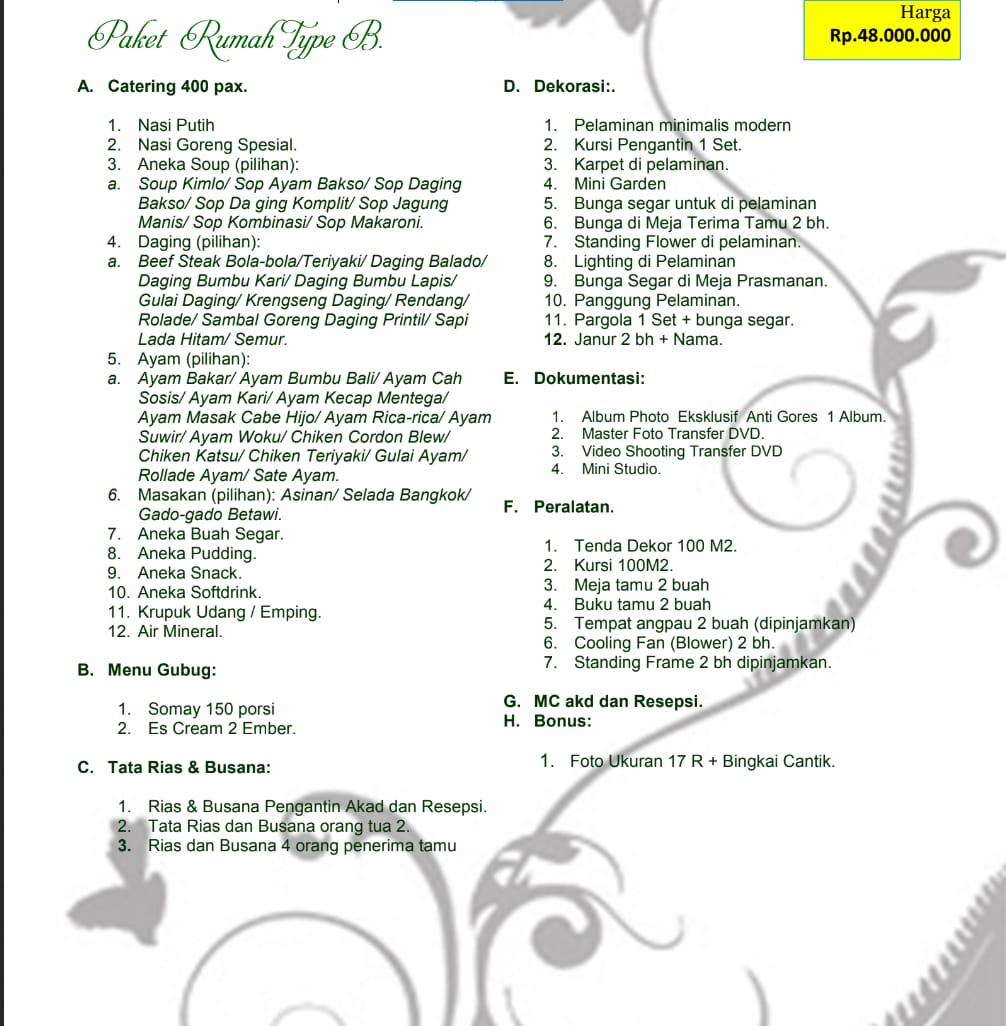 Paket Rumah Type B.
Harga
Rp.48.000.000
A. Catering 400 pax.
1. Nasi Putih
2. Nasi Goreng Spesial.
3. Aneka Soup (pilihan):
a. Soup Kimlo/ Sop Ayam Bakso/ Sop Daging
Bakso/ Sop Da ging Komplit/ Sop Jagung
Manis/ Sop Kombinasi/ Sop Makaroni.
4. Daging (pilihan):
a. Beef Steak Bola-bola/Teriyaki/ Daging Balado/
Daging Bumbu Kari/ Daging Bumbu Lapis/
Gulai Daging/ Krengseng Daging/ Rendang/
Rolade/ Sambal Goreng Daging Printil/ Sapi
Lada Hitam/ Semur.
5. Ayam (pilihan):
a. Ayam Bakar/ Ayam Bumbu Bali/ Ayam Cah
Sosis/ Ayam Kari/ Ayam Kecap Mentega/
Ayam Masak Cabe Hijo/ Ayam Rica-rica/ Ayam
Suwir/ Ayam Woku/ Chiken Cordon Blew/
Chiken Katsu/ Chiken Teriyaki/ Gulai Ayam/
Rollade Ayam/ Sate Ayam.
6. Masakan (pilihan): Asinan/ Selada Bangkok/
Gado-gado Betawi.
7. Aneka Buah Segar.
8. Aneka Pudding.
9. Aneka Snack.
10. Aneka Softdrink.
11. Krupuk Udang / Emping.
12. Air Mineral.
B. Menu Gubug:
1. Somay 150 porsi
2. Es Cream 2 Ember.
C. Tata Rias & Busana:
1. Rias & Busana Pengantin Akad dan Resepsi.
2. Tata Rias dan Busana orang tua 2.
3. Rias dan Busana 4 orang penerima tamu
D. Dekorasi:.
1. Pelaminan minimalis modern
2. Kursi Pengantin 1 Set.
3. Karpet di pelaminan.
4. Mini Garden
5. Bunga segar untuk di pelaminan
6. Bunga di Meja Terima Tamu 2 bh.
7. Standing Flower di pelaminan.
8. Lighting di Pelaminan
9. Bunga Segar di Meja Prasmanan.
10. Panggung Pelaminan.
11. Pargola 1 Set + bunga segar.
12. Janur 2 bh + Nama.
E. Dokumentasi:
1. Album Photo Eksklusif Anti Gores 1 Album.
2. Master Foto Transfer DVD.
3. Video Shooting Transfer DVD
4. Mini Studio.
F. Peralatan.
1. Tenda Dekor 100 M2.
2. Kursi 100M2.
3. Meja tamu 2 buah
4. Buku tamu 2 buah
5. Tempat angpau 2 buah (dipinjamkan)
6. Cooling Fan (Blower) 2 bh.
7. Standing Frame 2 bh dipinjamkan.
G. MC akd dan Resepsi.
H. Bonus:
1. Foto Ukuran 17 R + Bingkai Cantik.